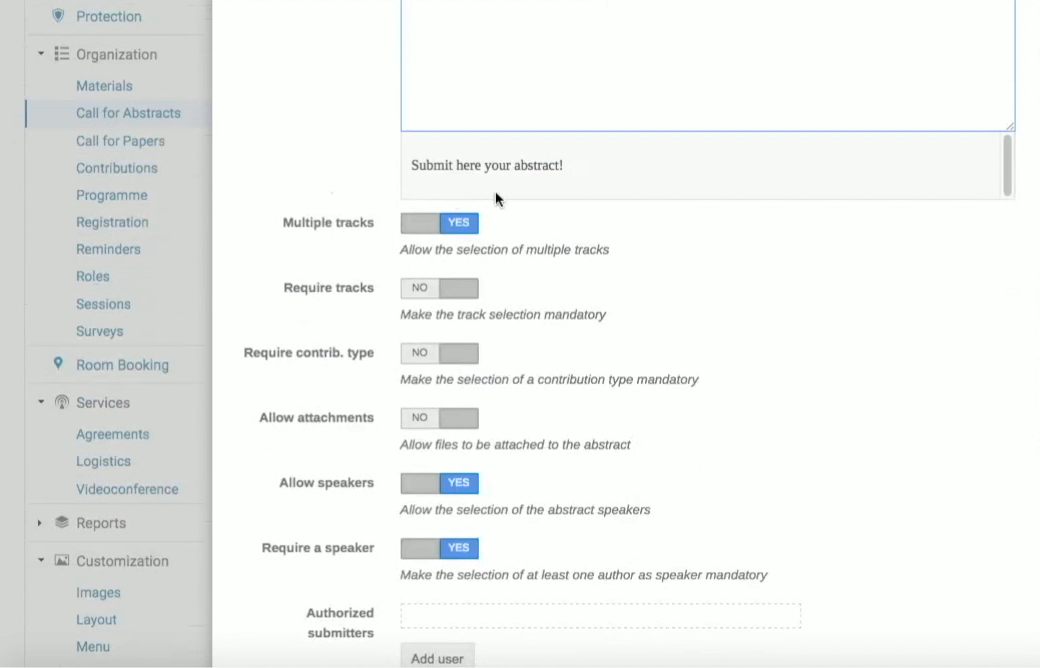 Protection
Organization
Materials
Call for Abstracts
Call for Papers
Contributions
Programme
Registration
Reminders
Roles
Sessions
Surveys
Room Booking
Services
Agreements
Logistics
Videoconference
Reports
Customization
Images
Layout
Menu
Submit here your abstract!
Multiple tracks YES
Allow the selection of multiple tracks
Require tracks NO
Make the track selection mandatory
Require contrib. type NO
Make the selection of a contribution type mandatory
Allow attachments NO
Allow files to be attached to the abstract
Allow speakers YES
Allow the selection of the abstract speakers
Require a speaker YES
Make the selection of at least one author as speaker mandatory
Authorized
submitters
Add user